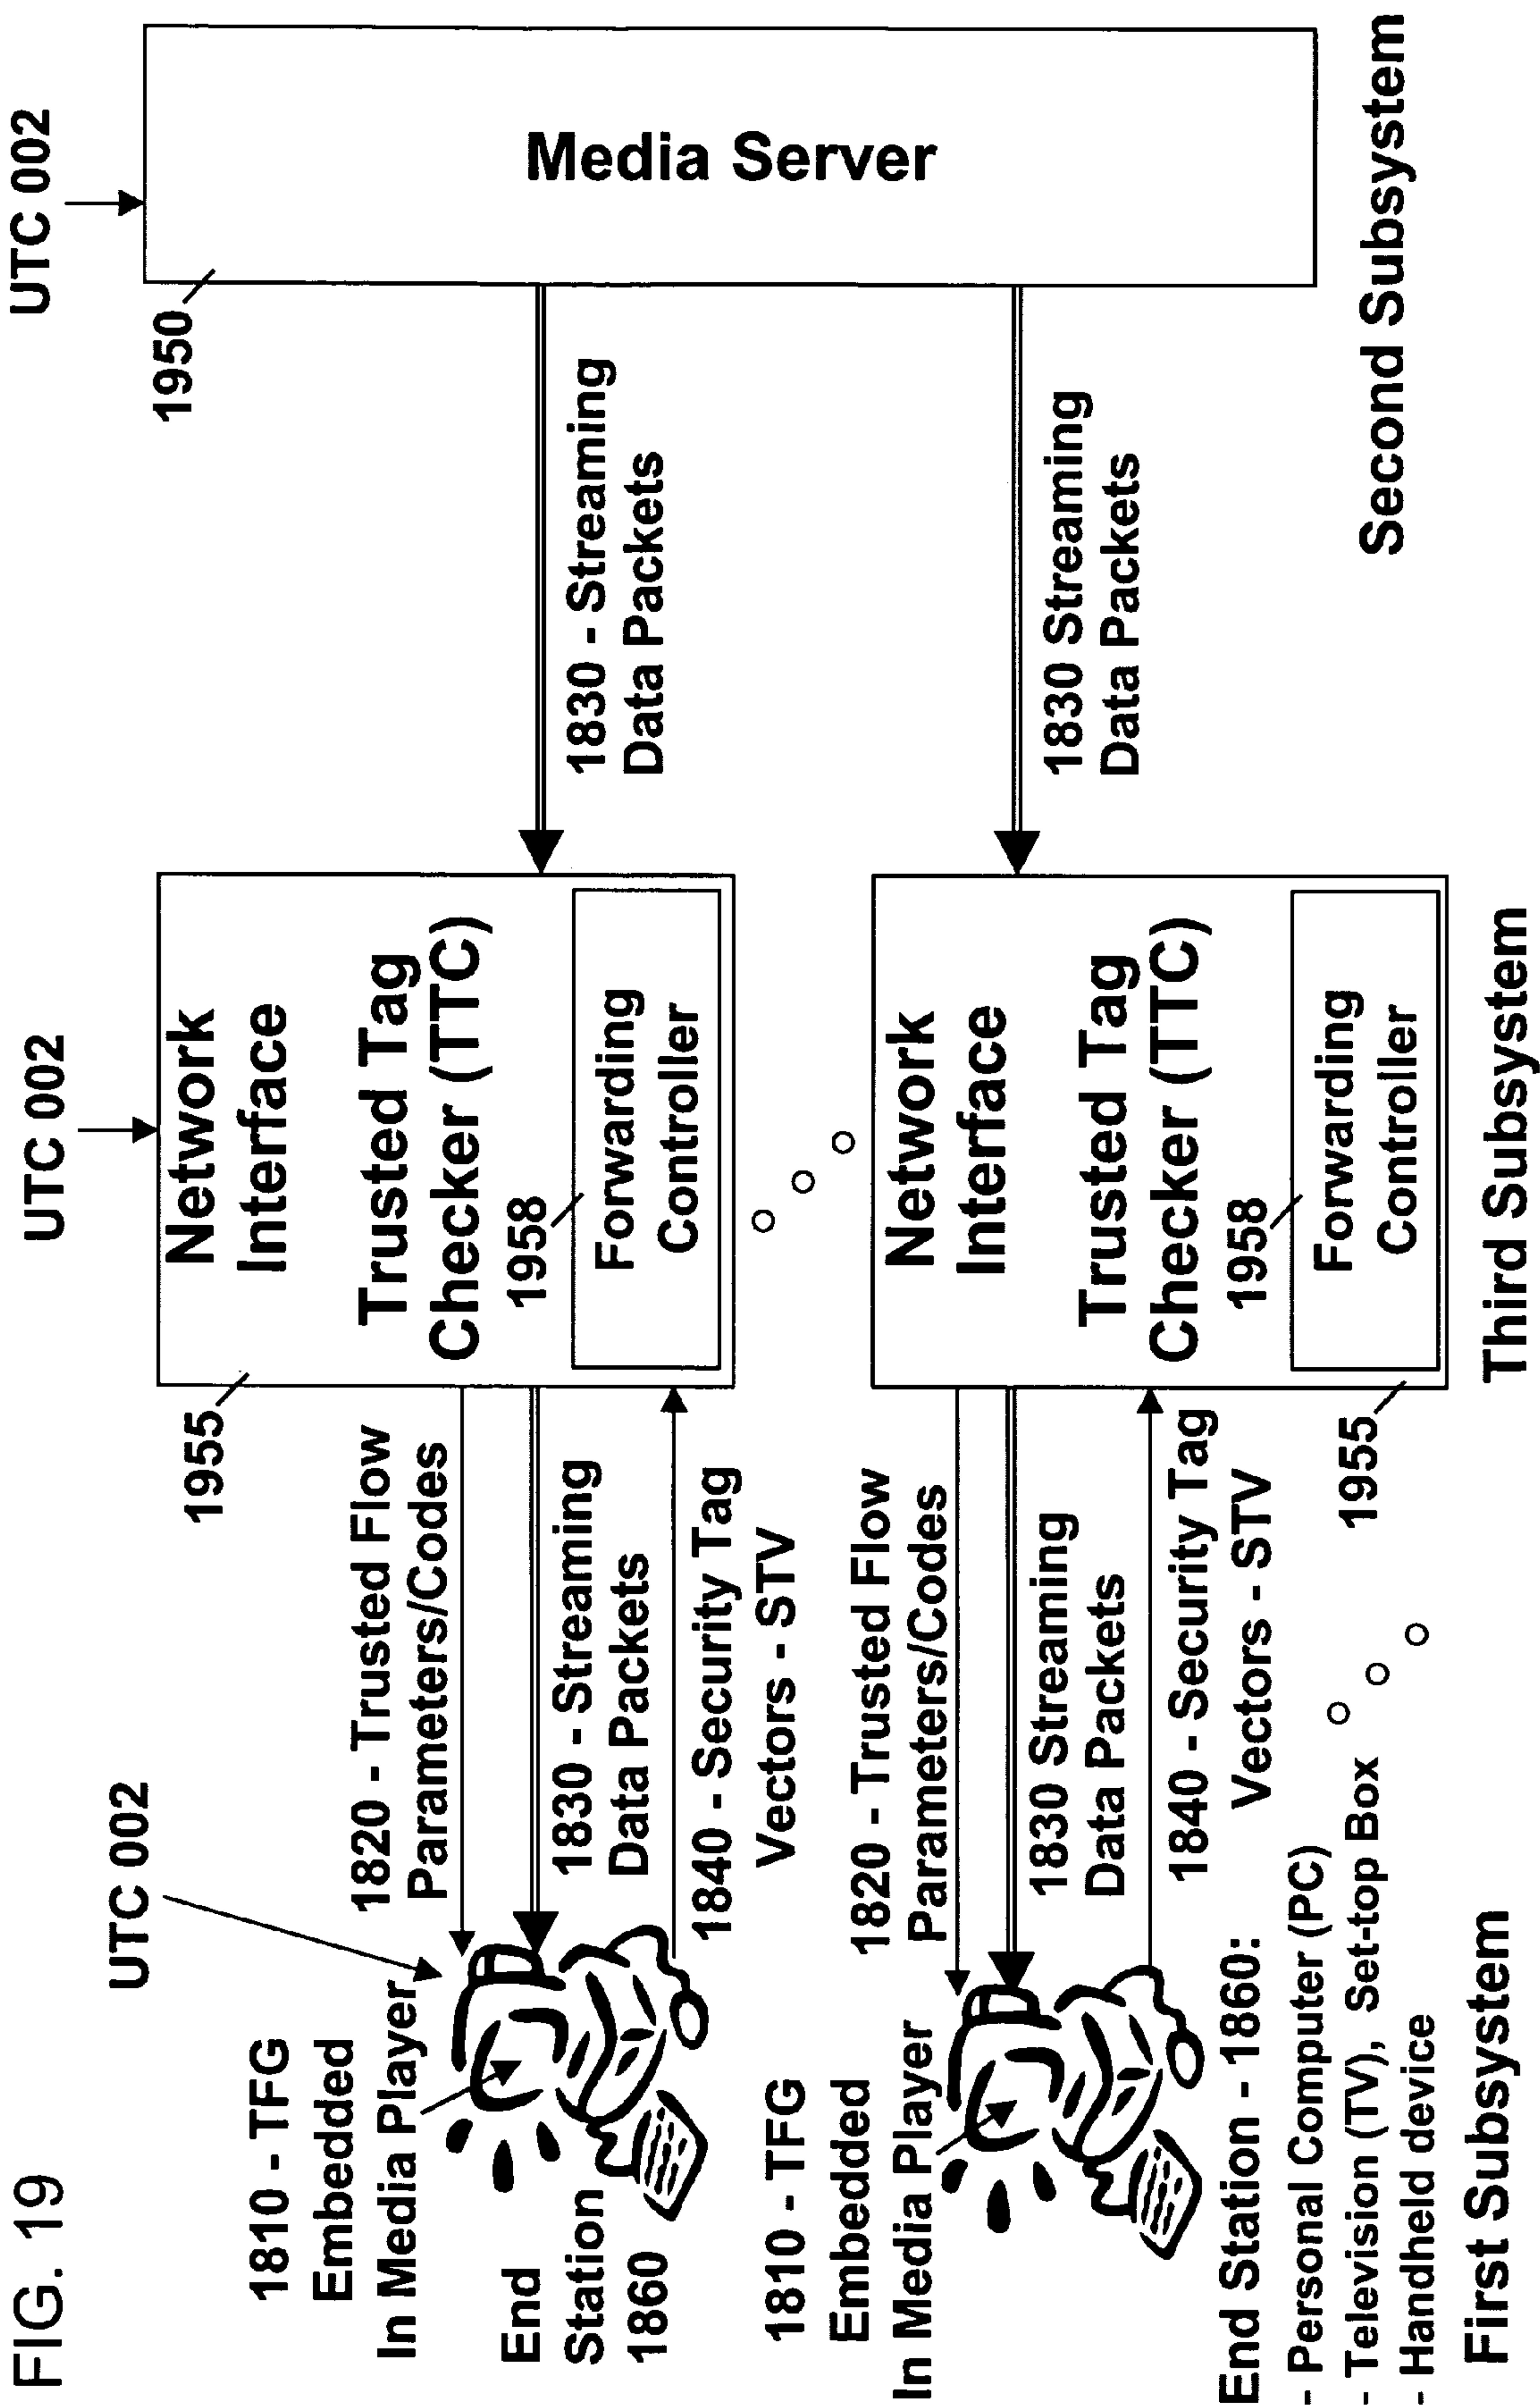 FIG. 19
UTC 002
UTC 002
UTC 002
1810 - TFG
Embedded
In Media Player
End
Station
1860
1820 - Trusted Flow
Parameters/Codes
1830 - Streaming
Data Packets
1840 - Security Tag
Vectors - STV
1955
Network
Interface
Trusted Tag
Checker (TTC)
1958
Forwarding
Controller
1830 - Streaming
Data Packets
1950
Media Server
1810 - TFG
Embedded
In Media Player
1820 - Trusted Flow
Parameters/Codes
1830 Streaming
Data Packets
1840 - Security Tag
Vectors - STV
1955
Network
Interface
Trusted Tag
Checker (TTC)
1958
Forwarding
Controller
1830 Streaming
Data Packets
End Station - 1860:
- Personal Computer (PC)
- Television (TV), Set-top Box
- Handheld device
First Subsystem
Third Subsystem
Second Subsystem